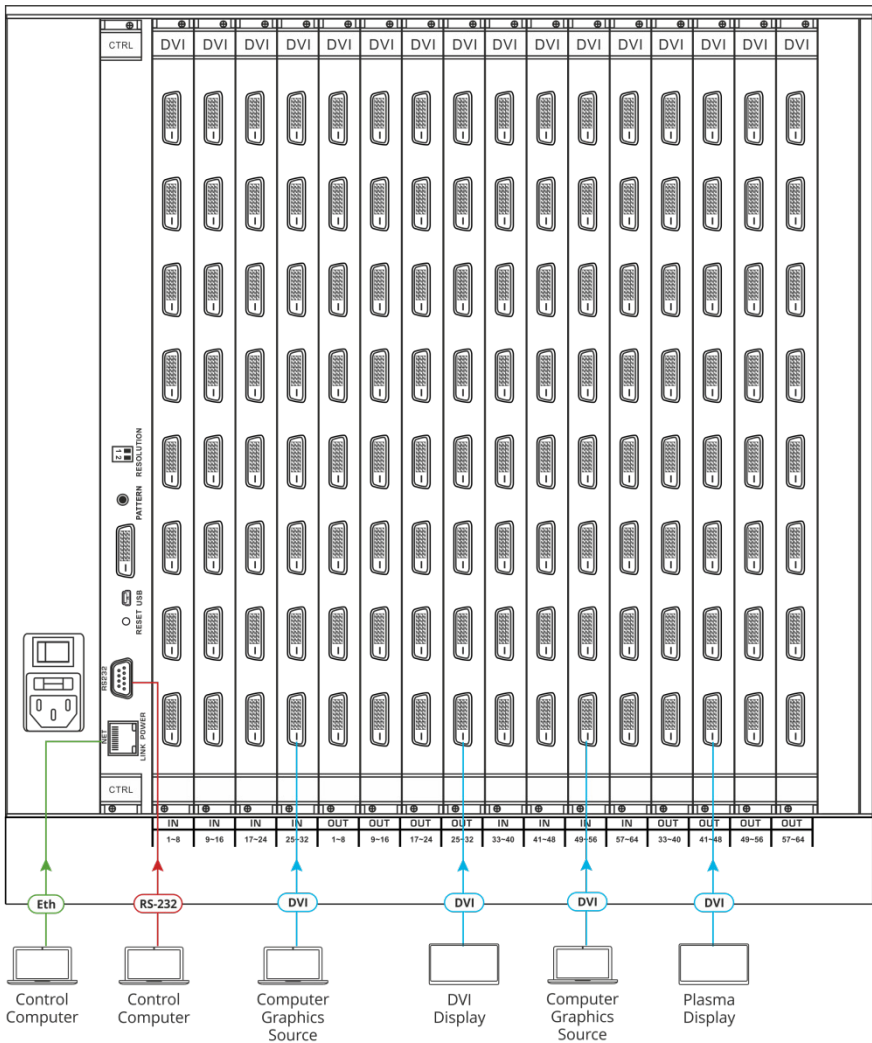 CTRL DVI DVI DVI DVI DVI DVI DVI DVI DVI DVI DVI DVI DVI DVI DVI DVI
1 2
RESOLUTION
PATTERN
USB
RESET
RS232
NET
LINK POWER
CTRL
IN IN IN IN OUT OUT OUT OUT IN IN IN IN OUT OUT OUT OUT
1~8 9~16 17~24 25~32 1~8 9~16 17~24 25~32 33~40 41~48 49~56 57~64 33~40 41~48 49~56 57~64
Eth RS-232 DVI DVI DVI DVI
Control
Computer
Control
Computer
Computer
Graphics
Source
DVI
Display
Computer
Graphics
Source
Plasma
Display